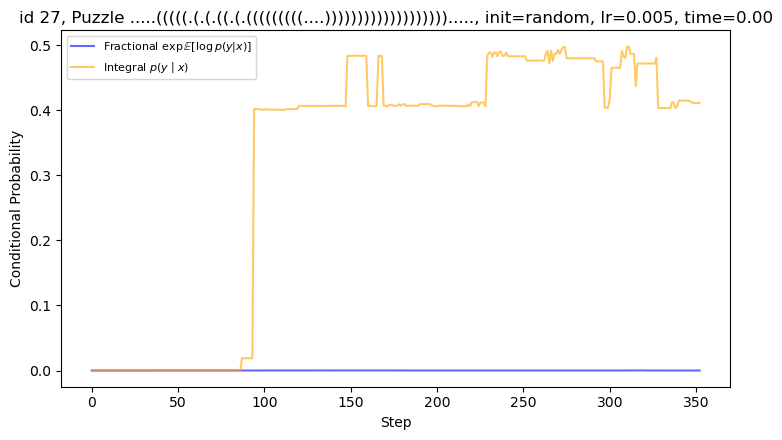 id 27, Puzzle .....(((((.(.(.((.(.(((((((((....)))))))))))))))))))....., init=random, lr=0.005, time=0.00
Fractional exp𝔼[log p(y|x)]
Integral p(y | x)
0.5
0.4
0.3
0.2
0.1
0.0
Conditional Probability
0 50 100 150 200 250 300 350
Step